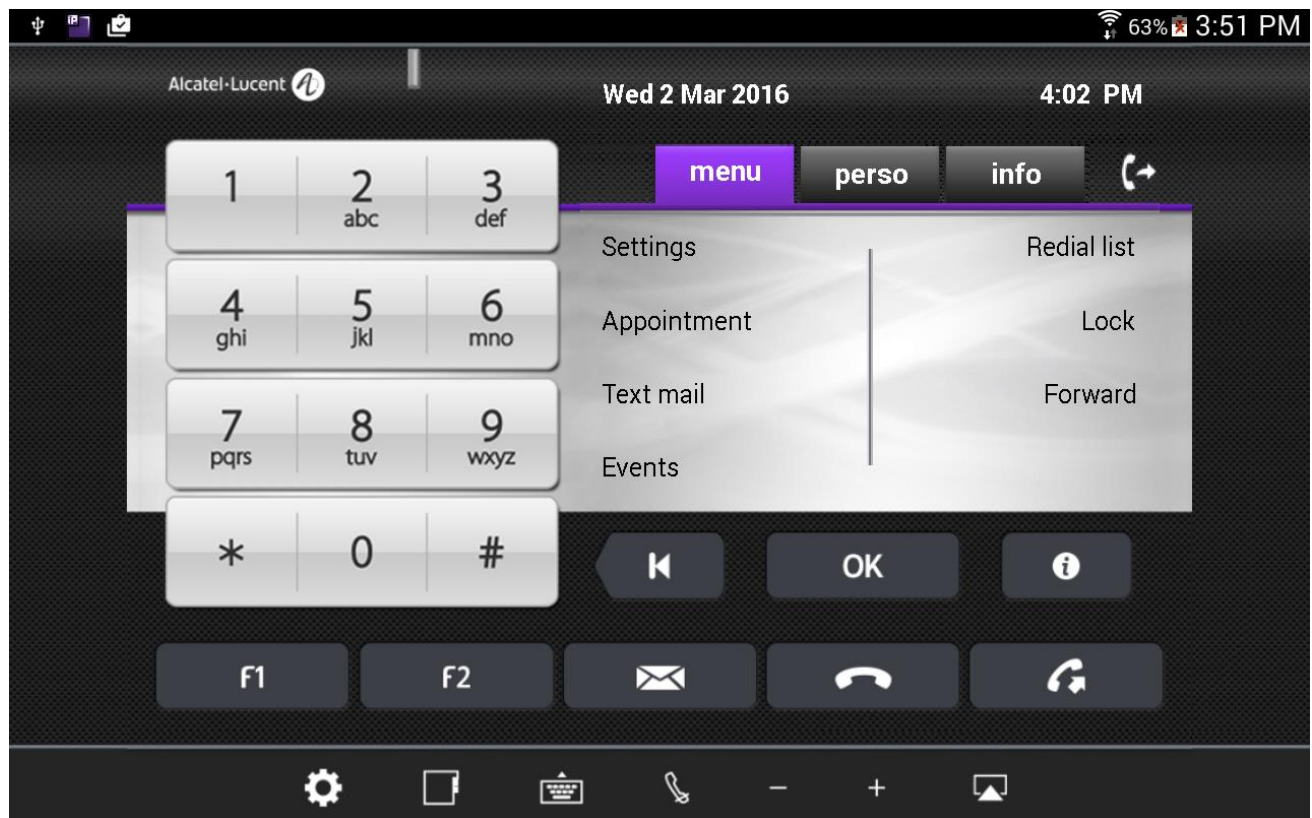 63% 3:51 PM
Alcatel·Lucent
Wed 2 Mar 2016 4:02 PM
menu perso info
1 2 3
abc def
Settings Redial list
4 5 6
ghi jkl mno
Appointment Lock
7 8 9
pqrs tuv wxyz
Text mail Forward
Events
* 0 #
OK
F1 F2
- +